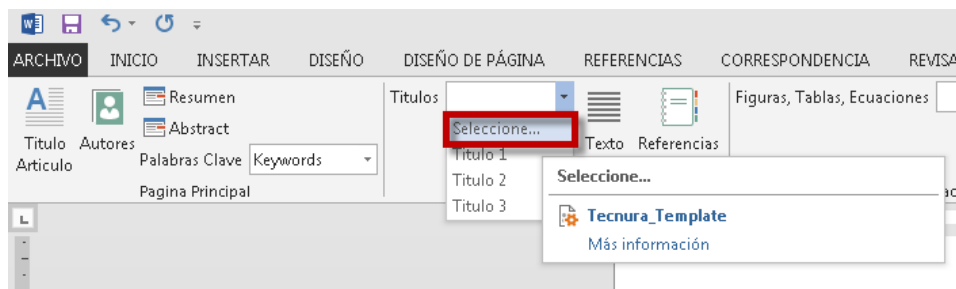 ARCHIVO INICIO INSERTAR DISEÑO DISEÑO DE PÁGINA REFERENCIAS CORRESPONDENCIA REVISA
Titulo Articulo
Autores
Resumen
Abstract
Palabras Clave Keywords
Pagina Principal
Titulos
Seleccione...
Titulo 1
Titulo 2
Titulo 3
Texto
Referencias
Figuras, Tablas, Ecuaciones
Seleccione...
Tecnura_Template
Más información